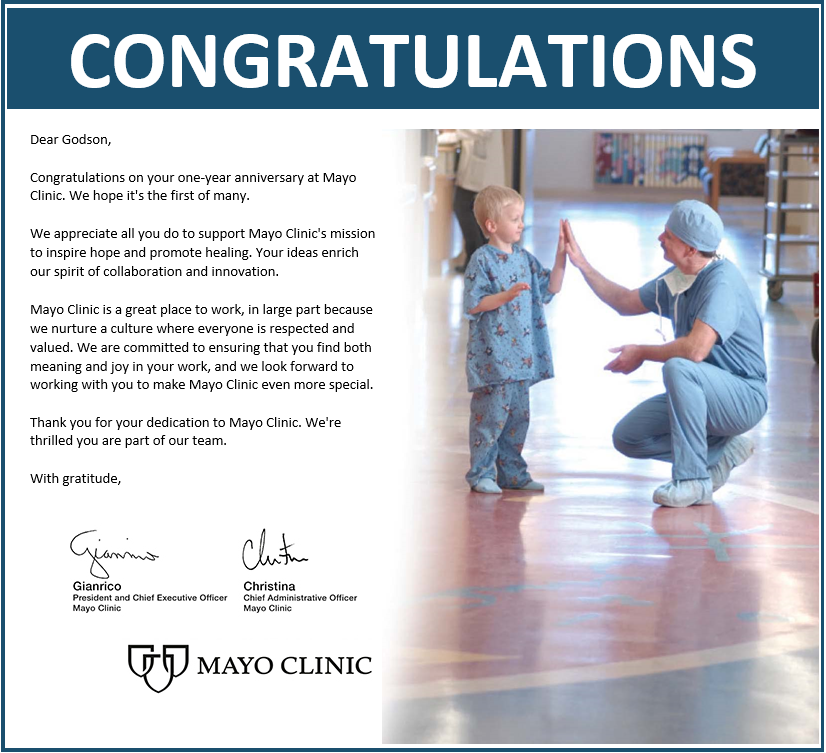 CONGRATULATIONS
Dear Godson,
Congratulations on your one-year anniversary at Mayo
Clinic. We hope it's the first of many.
We appreciate all you do to support Mayo Clinic's mission
to inspire hope and promote healing. Your ideas enrich
our spirit of collaboration and innovation.
Mayo Clinic is a great place to work, in large part because
we nurture a culture where everyone is respected and
valued. We are committed to ensuring that you find both
meaning and joy in your work, and we look forward to
working with you to make Mayo Clinic even more special.
Thank you for your dedication to Mayo Clinic. We're
thrilled you are part of our team.
With gratitude,
Gianrico
Gianrico
President and Chief Executive Officer
Mayo Clinic
Christina
Chief Administrative Officer
Mayo Clinic
MAYO CLINIC